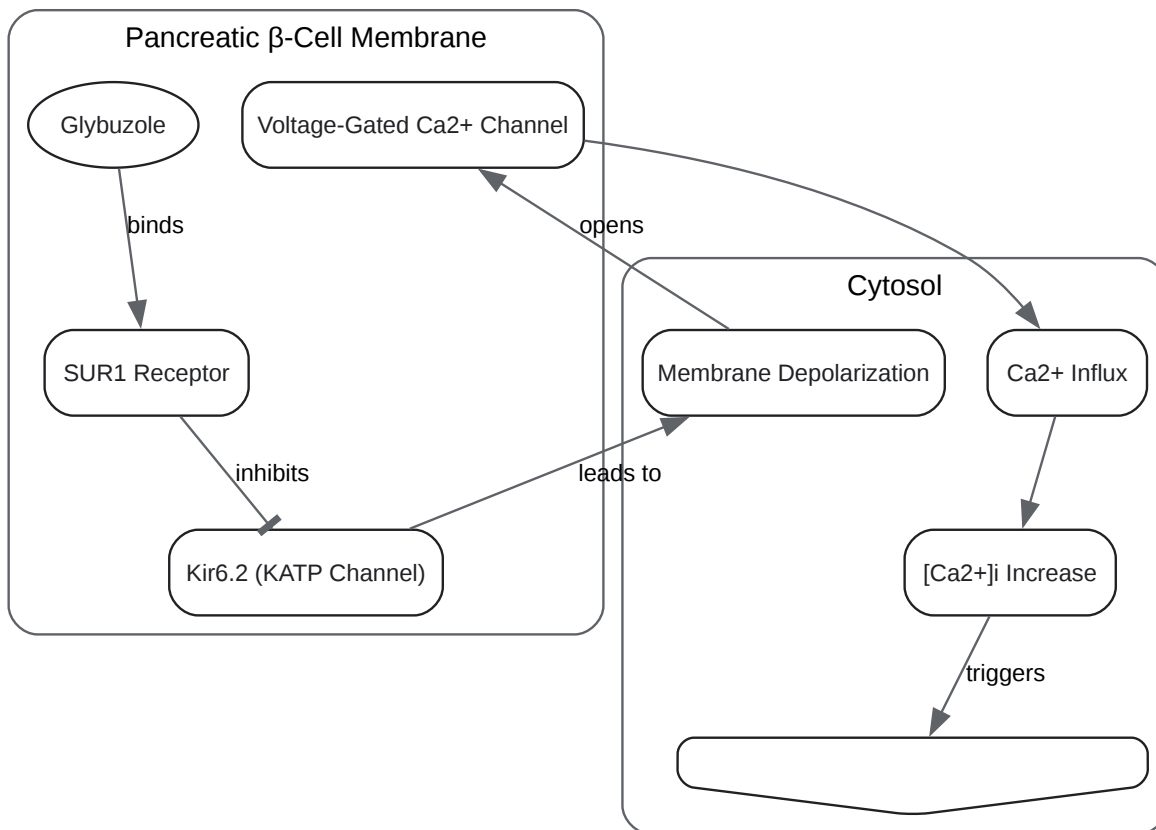 Pancreatic β-Cell Membrane
Glybuzole
Voltage-Gated Ca2+ Channel
binds
opens
Cytosol
SUR1 Receptor
Membrane Depolarization
Ca2+ Influx
inhibits
leads to
Kir6.2 (KATP Channel)
[Ca2+]i Increase
triggers